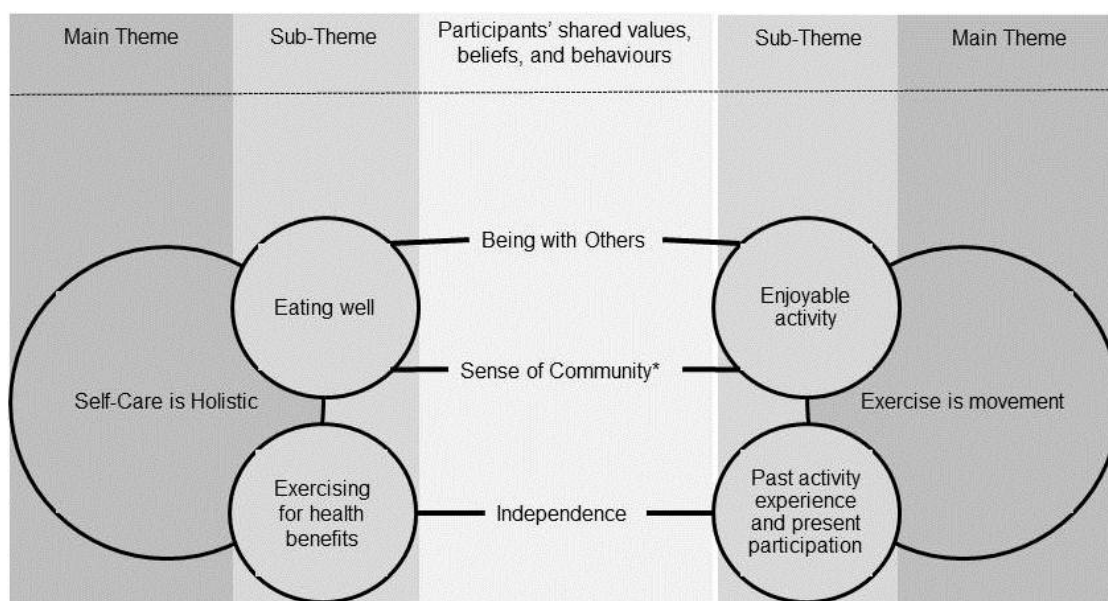 Main Theme
Sub-Theme
Participants' shared values,
beliefs, and behaviours
Sub-Theme
Main Theme
Being with Others
Eating well
Enjoyable
activity
Sense of Community*
Self-Care is Holistic
Exercise is movement
Exercising
for health
benefits
Independence
Past activity
experience
and present
participation